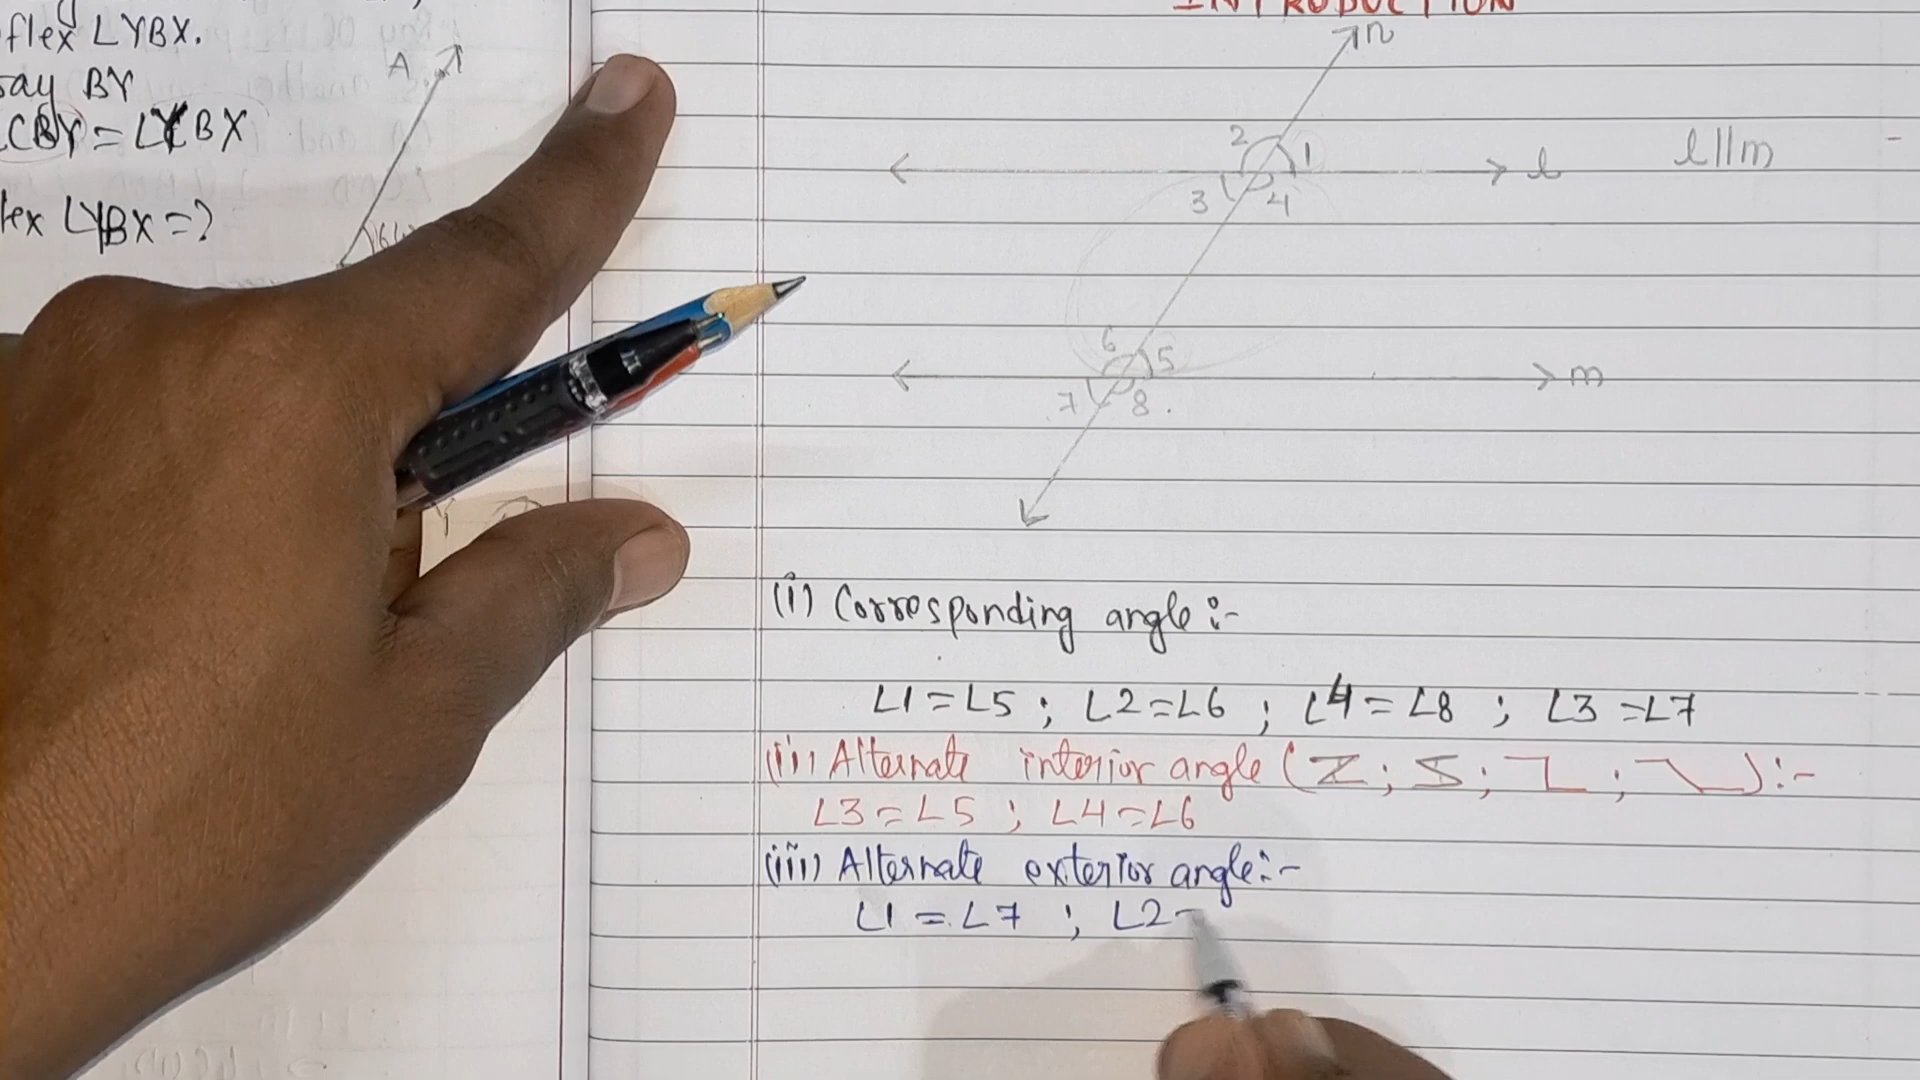 flex ∠YBX.
ay BY
CBY=∠YBX
lex ∠YBX=?
A
INTRODUCTION
n
2
1
l
l||m
3
4
6
5
m
7
8
(i) Corresponding angle:-
∠1=∠5 ; ∠2=∠6 ; ∠4=∠8 ; ∠3=∠7
(ii) Alternate interior angle (Z; S; ; ):-
∠3=∠5 ; ∠4=∠6
(iii) Alternate exterior angle:-
∠1=∠7 ; ∠2=